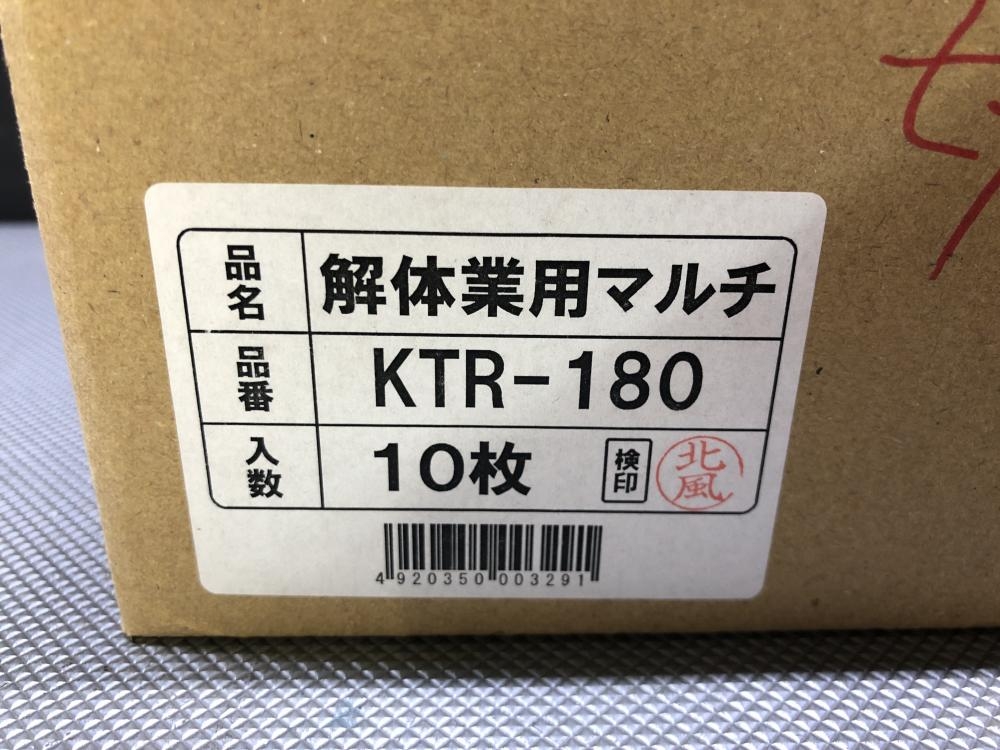 品名 解体業用マルチ
品番 KTR-180
入数 10枚 検印 北風
4920350003291